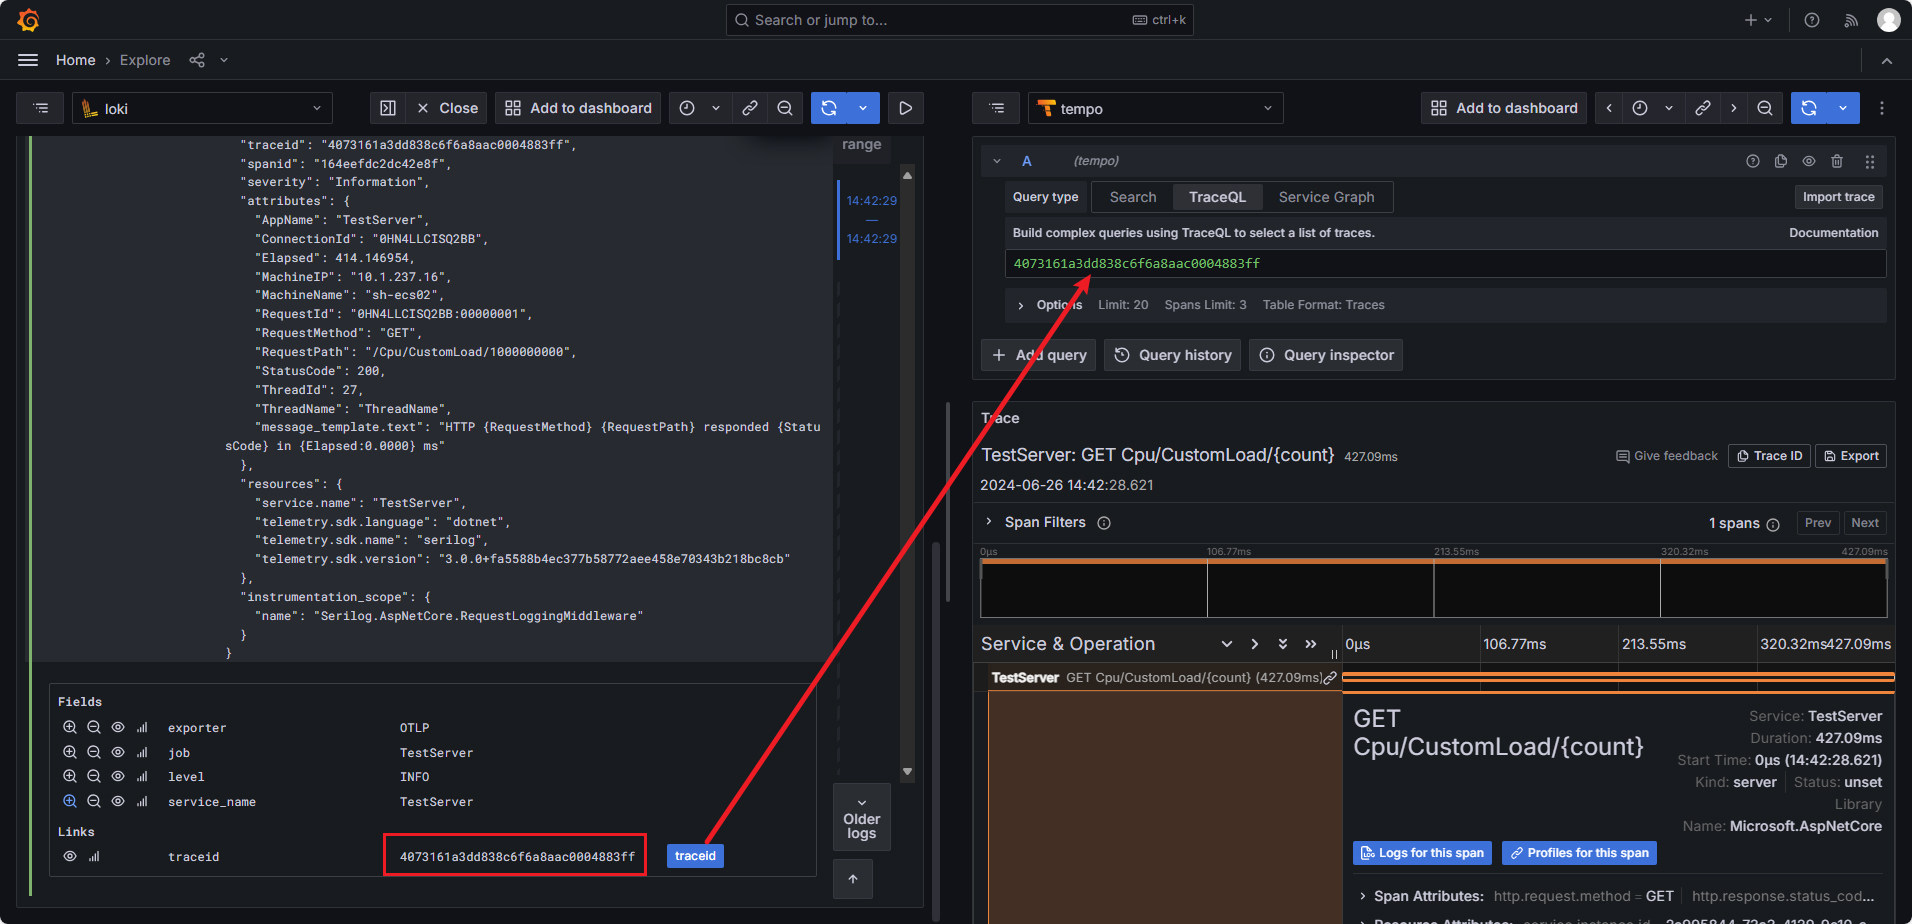 Search or jump to...
ctrl+k
Home › Explore
loki
Close
Add to dashboard
"traceid": "4073161a3dd838c6f6a8aac0004883ff",
"spanid": "164eefdc2dc42e8f",
"severity": "Information",
"attributes": {
"AppName": "TestServer",
"ConnectionId": "0HN4LLCISQ2BB",
"Elapsed": 414.146954,
"MachineIP": "10.1.237.16",
"MachineName": "sh-ecs02",
"RequestId": "0HN4LLCISQ2BB:00000001",
"RequestMethod": "GET",
"RequestPath": "/Cpu/CustomLoad/1000000000",
"StatusCode": 200,
"ThreadId": 27,
"ThreadName": "ThreadName",
"message_template.text": "HTTP {RequestMethod} {RequestPath} responded {Statu
sCode} in {Elapsed:0.0000} ms"
},
"resources": {
"service.name": "TestServer",
"telemetry.sdk.language": "dotnet",
"telemetry.sdk.name": "serilog",
"telemetry.sdk.version": "3.0.0+fa5588b4ec377b58772aee458e70343b218bc8cb"
},
"instrumentation_scope": {
"name": "Serilog.AspNetCore.RequestLoggingMiddleware"
}
}
range
14:42:29
—
14:42:29
Fields
exporter OTLP
job TestServer
level INFO
service_name TestServer
Links
traceid 4073161a3dd838c6f6a8aac0004883ff traceid
Older
logs
tempo
Add to dashboard
A (tempo)
Query type Search TraceQL Service Graph Import trace
Build complex queries using TraceQL to select a list of traces. Documentation
4073161a3dd838c6f6a8aac0004883ff
Options Limit: 20 Spans Limit: 3 Table Format: Traces
Add query Query history Query inspector
Trace
TestServer: GET Cpu/CustomLoad/{count} 427.09ms
Give feedback Trace ID Export
2024-06-26 14:42:28.621
Span Filters 1 spans Prev Next
0μs 106.77ms 213.55ms 320.32ms 427.09ms
Service & Operation 0μs 106.77ms 213.55ms 320.32ms427.09ms
TestServer GET Cpu/CustomLoad/{count} (427.09ms)
GET
Cpu/CustomLoad/{count}
Service: TestServer
Duration: 427.09ms
Start Time: 0μs (14:42:28.621)
Kind: server Status: unset
Library
Name: Microsoft.AspNetCore
Logs for this span Profiles for this span
Span Attributes: http.request.method = GET http.response.status_cod...